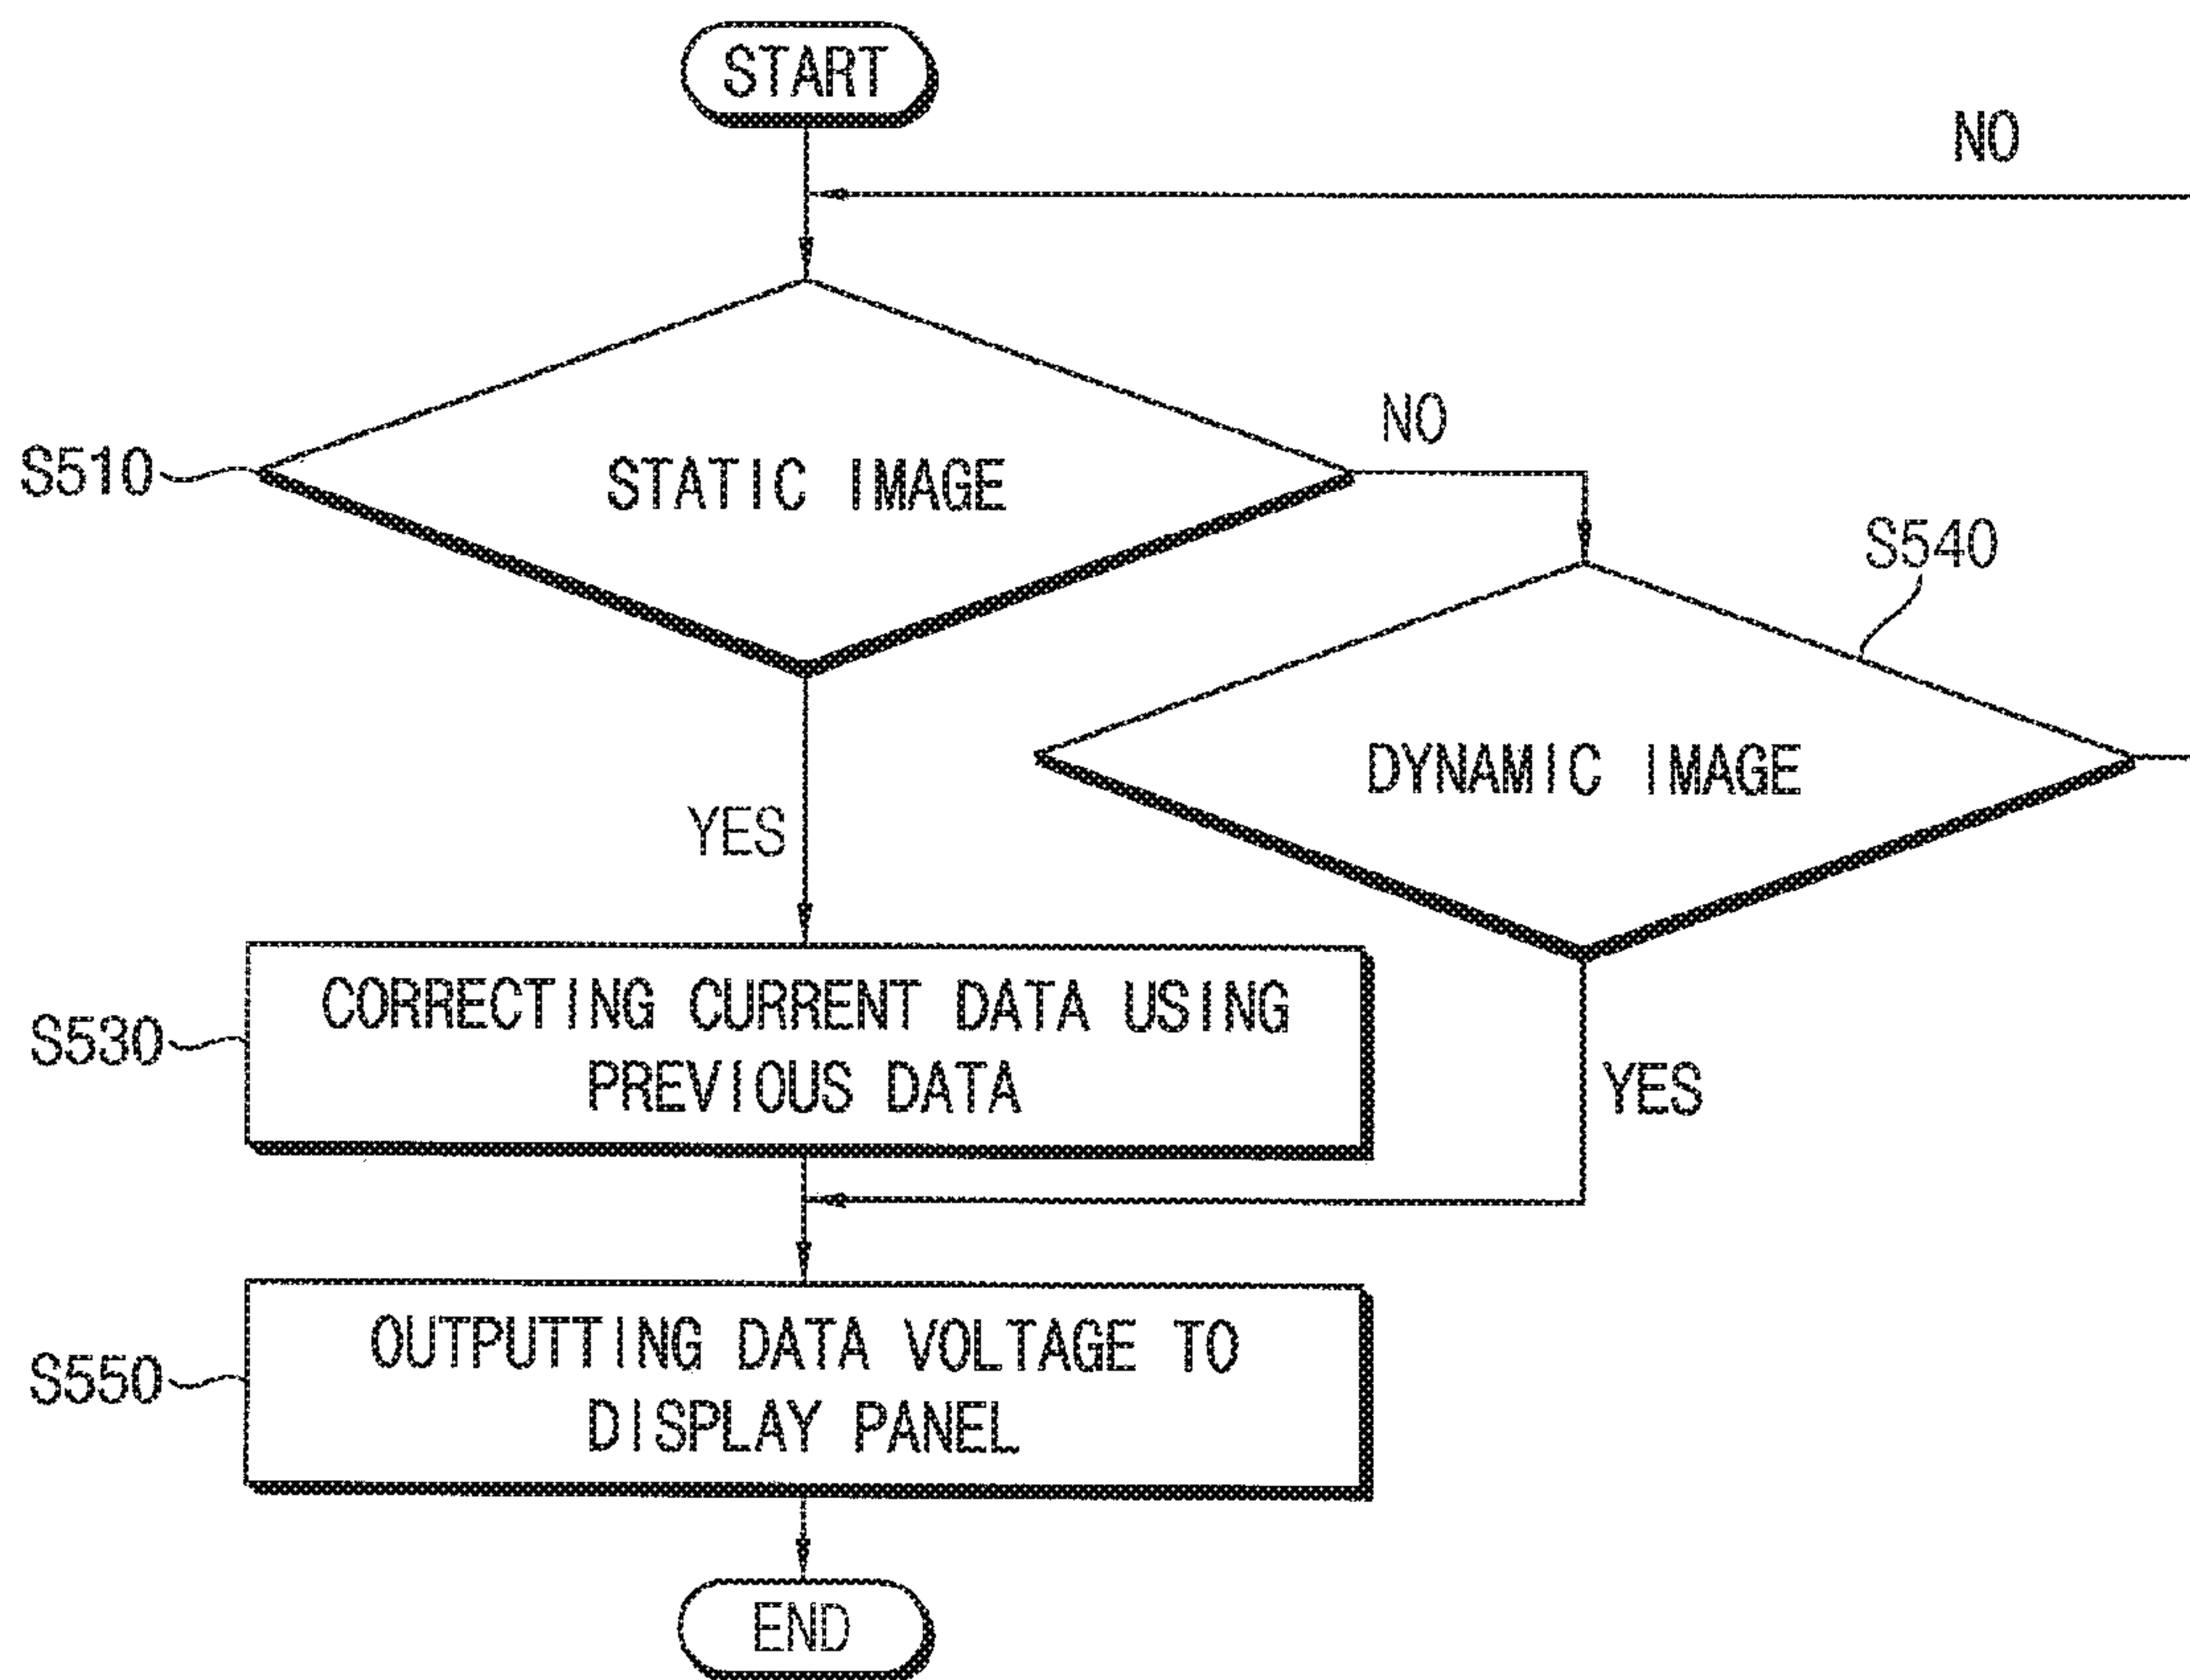 START
NO
NO
S510
STATIC IMAGE
S540
DYNAMIC IMAGE
YES
S530
CORRECTING CURRENT DATA USING
PREVIOUS DATA
YES
S550
OUTPUTTING DATA VOLTAGE TO
DISPLAY PANEL
END